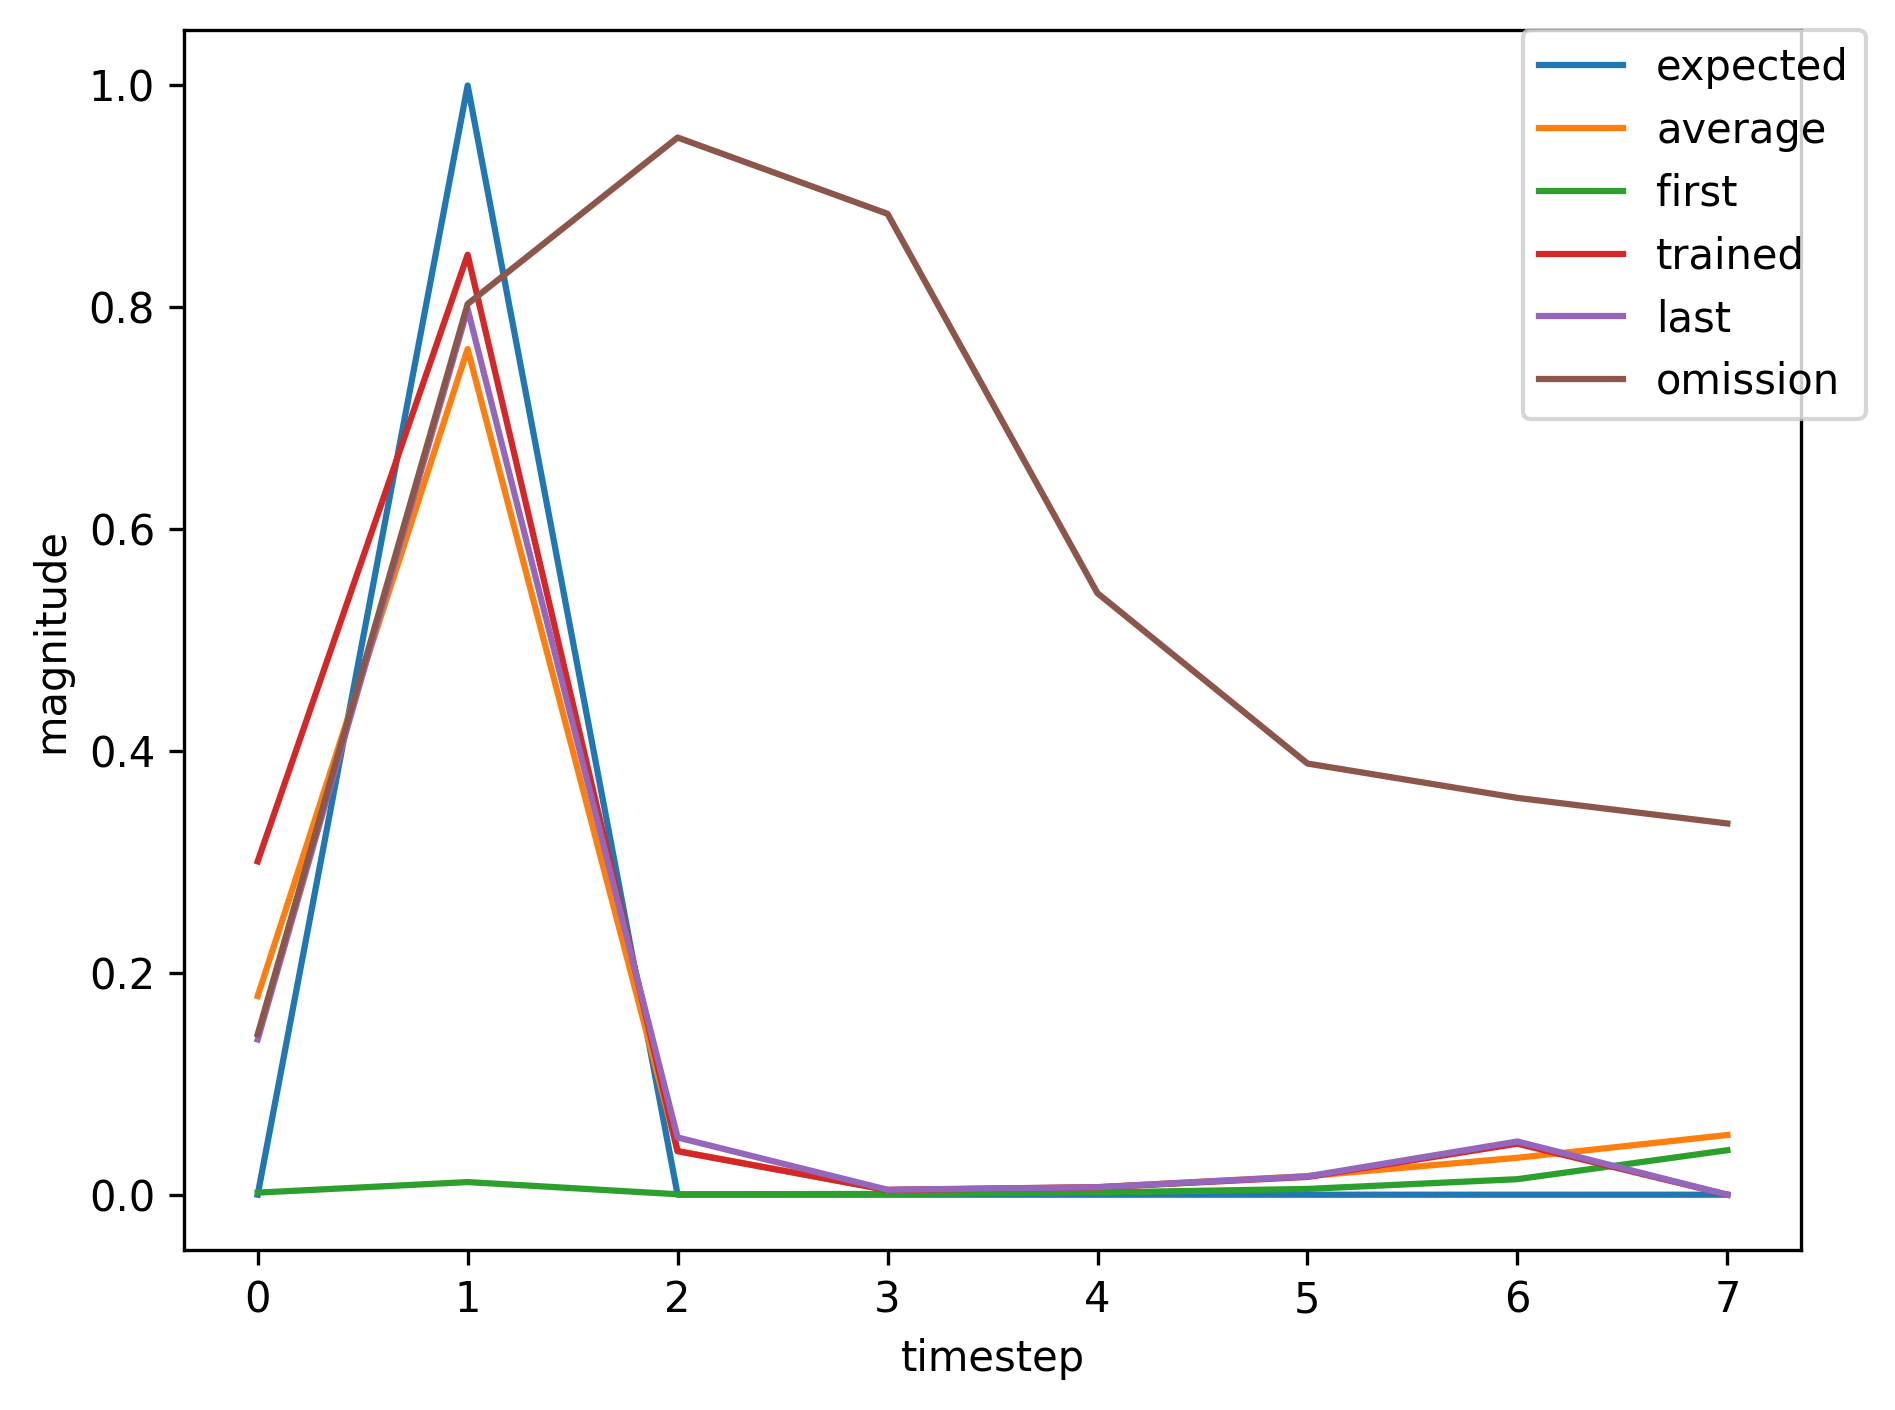 expected
average
first
trained
last
omission
1.0
0.8
0.6
0.4
0.2
0.0
magnitude
0 1 2 3 4 5 6 7
timestep